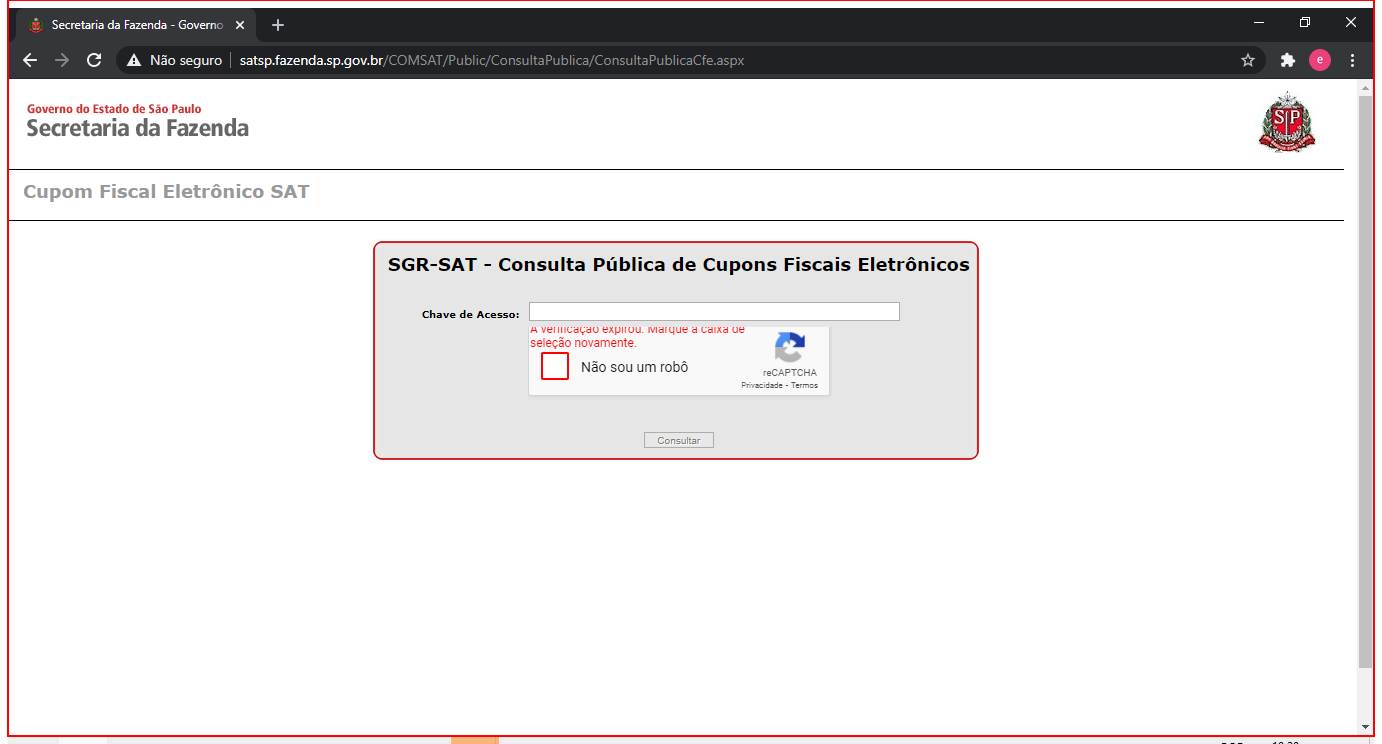 Secretaria da Fazenda - Governo
Não seguro
satsp.fazenda.sp.gov.br/COMSAT/Public/ConsultaPublica/ConsultaPublicaCfe.aspx
e
Governo do Estado de São Paulo
Secretaria da Fazenda
SP
Cupom Fiscal Eletrônico SAT
SGR-SAT - Consulta Pública de Cupons Fiscais Eletrônicos
Chave de Acesso:
A verificação expirou. Marque a caixa de
seleção novamente.
Não sou um robô
reCAPTCHA
Privacidade - Termos
Consultar